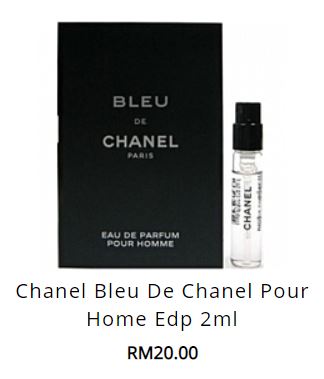 BLEU
DE
CHANEL
PARIS
EAU DE PARFUM
POUR HOMME
Chanel Bleu De Chanel Pour
Home Edp 2ml
RM20.00